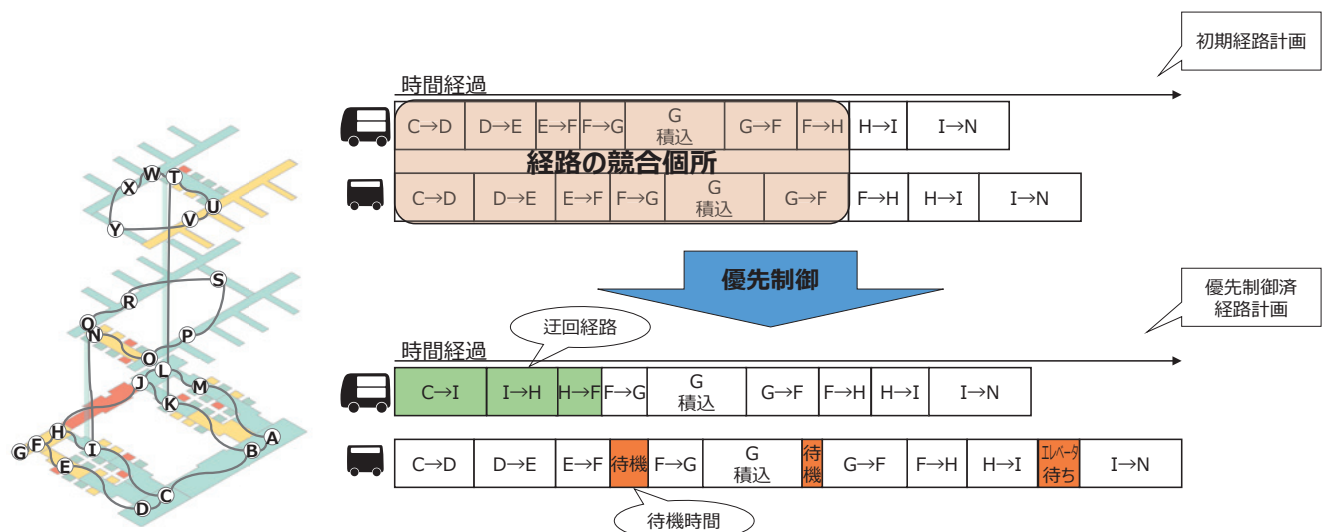 初期経路計画
時間経過
C→D D→E E→F F→G G 積込 G→F F→H H→I I→N
経路の競合個所
C→D D→E E→F F→G G 積込 G→F F→H H→I I→N
優先制御
優先制御済
経路計画
迂回経路
時間経過
C→I I→H H→F F→G G 積込 G→F F→H H→I I→N
C→D D→E E→F 待機 F→G G 積込 待機 G→F F→H H→I エレベータ待ち I→N
待機時間
X W T
U
V
Y
S
R
Q
N
P
O
L
J
M
K
H
A
F
G
I
B
E
C
D